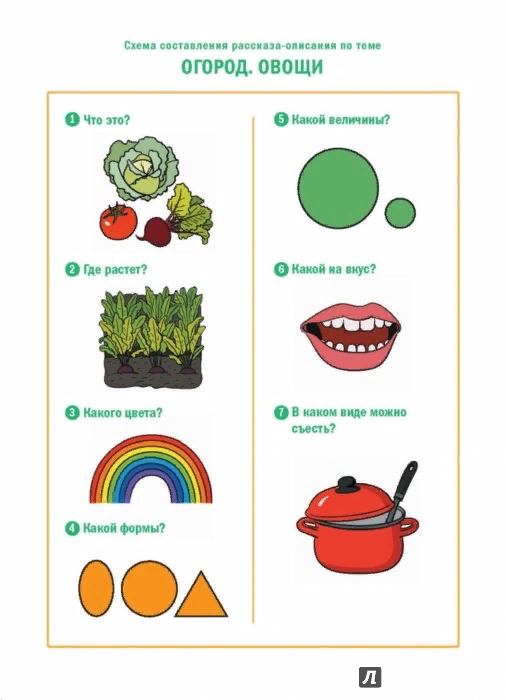 Схема составления рассказа-описания по теме
ОГОРОД. ОВОЩИ
1 Что это?
2 Где растет?
3 Какого цвета?
4 Какой формы?
5 Какой величины?
6 Какой на вкус?
7 В каком виде можно
съесть?
Л